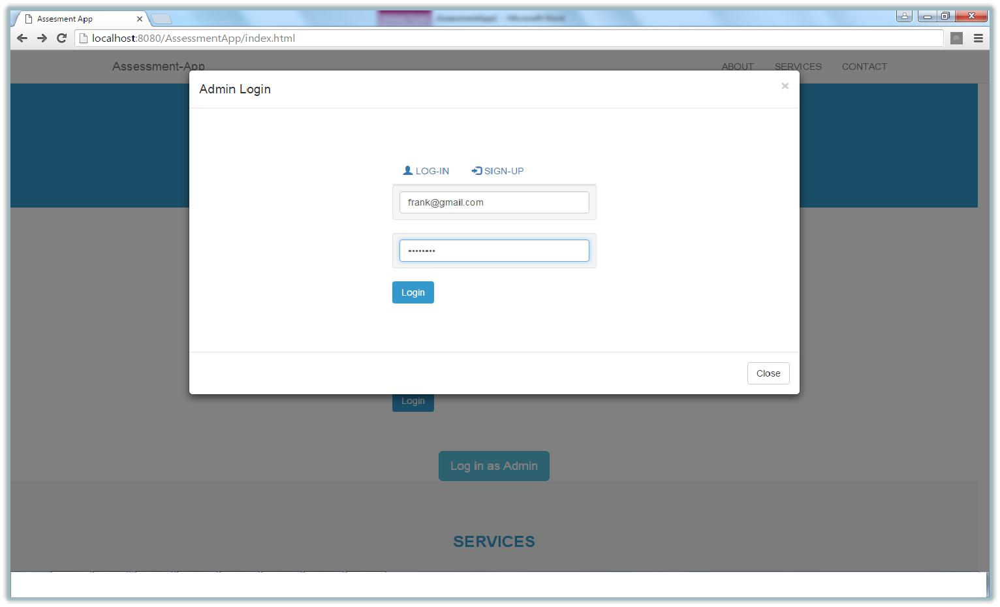 Assesment App
localhost:8080/AssessmentApp/index.html
Assessment-App
ABOUT SERVICES CONTACT
Admin Login
×
LOG-IN SIGN-UP
frank@gmail.com
••••••••
Login
Close
Login
Log in as Admin
SERVICES